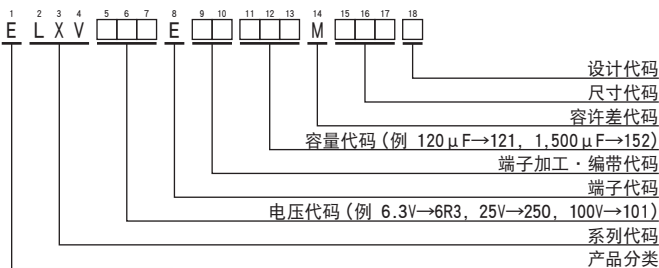 1 2 3 4 5 6 7 8 9 10 11 12 13 14 15 16 17 18
E LXV □□□ E □□ □□□ M □□□ □
设计代码
尺寸代码
容许差代码
容量代码(例 120μF→121, 1,500μF→152)
端子加工・编带代码
端子代码
电压代码(例 6.3V→6R3, 25V→250, 100V→101)
系列代码
产品分类